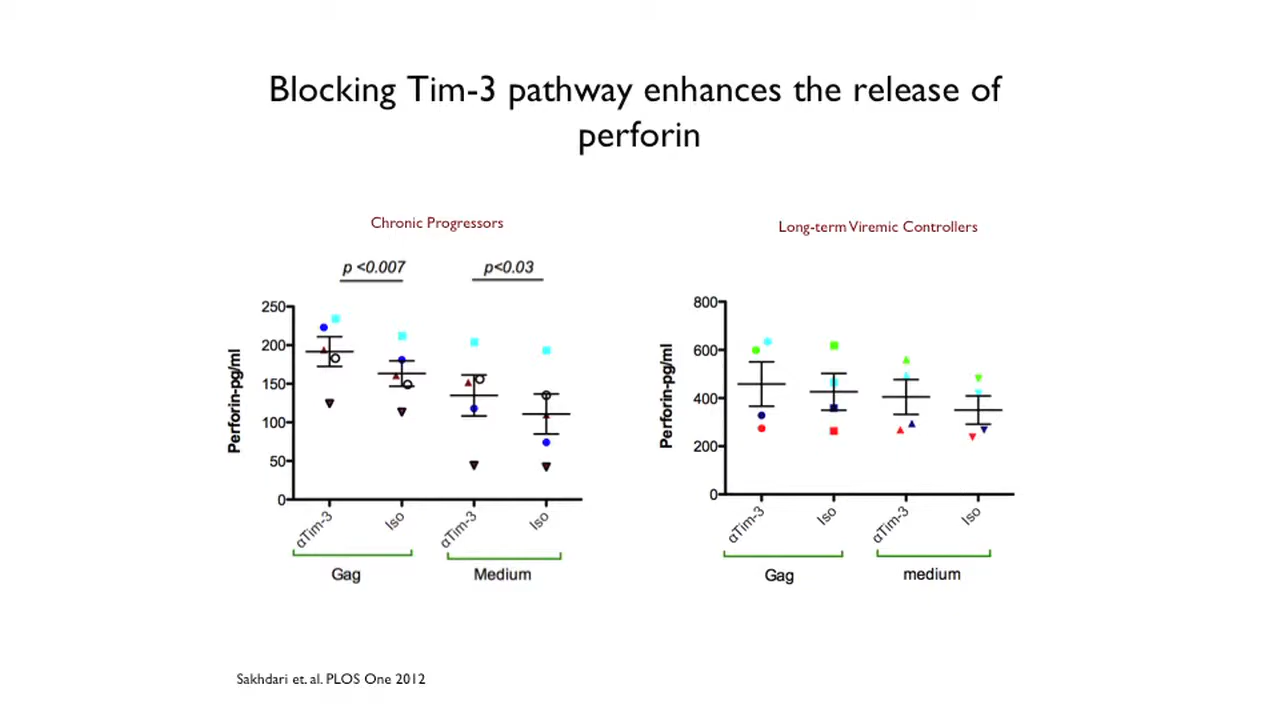 Blocking Tim-3 pathway enhances the release of
perforin
Chronic Progressors
p <0.007
p<0.03
Perforin-pg/ml
250
200
150
100
50
0
αTim-3
Iso
αTim-3
Iso
Gag
Medium
Long-term Viremic Controllers
Perforin-pg/ml
800
600
400
200
0
αTim-3
Iso
αTim-3
Iso
Gag
medium
Sakhdari et. al. PLOS One 2012